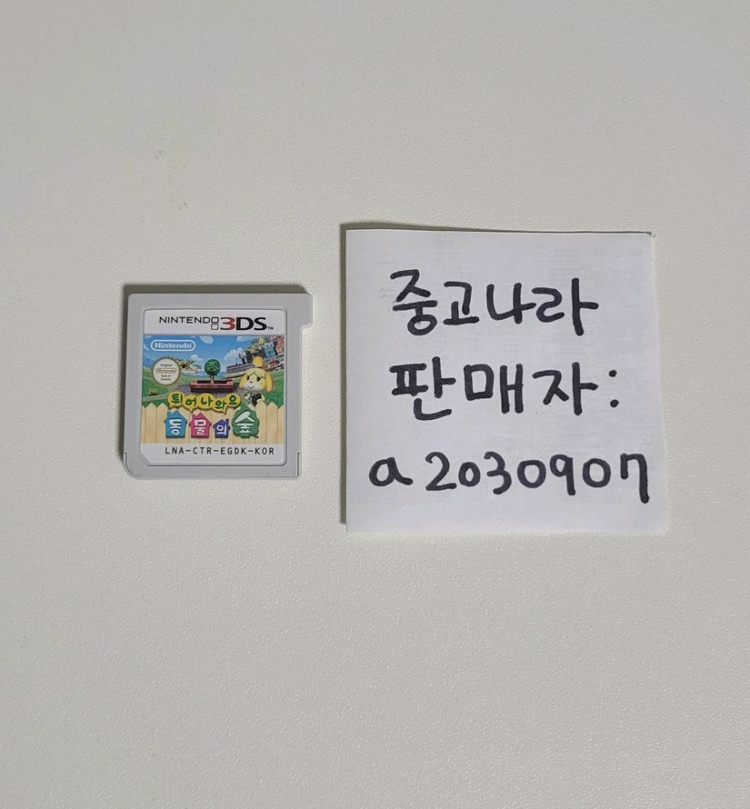 NINTENDO 3DS™
Nintendo
튀어나와요
동물의 숲
LNA-CTR-EGDK-KOR
중고나라
판매자:
a2030907